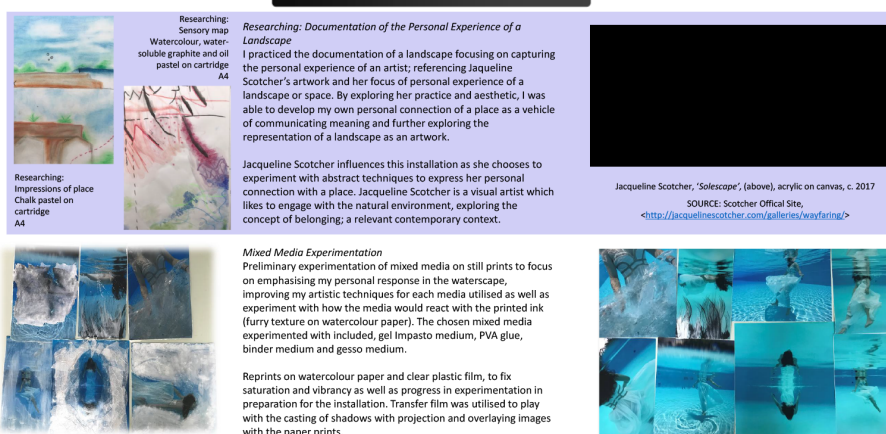 Researching:
Sensory map
Watercolour, water-
soluble graphite and oil
pastel on cartridge
A4
Researching:
Impressions of place
Chalk pastel on
cartridge
A4
Researching: Documentation of the Personal Experience of a
Landscape
I practiced the documentation of a landscape focusing on capturing
the personal experience of an artist; referencing Jaqueline
Scotcher's artwork and her focus of personal experience of a
landscape or space. By exploring her practice and aesthetic, I was
able to develop my own personal connection of a place as a vehicle
of communicating meaning and further exploring the
representation of a landscape as an artwork.
Jacqueline Scotcher influences this installation as she chooses to
experiment with abstract techniques to express her personal
connection with a place. Jacqueline Scotcher is a visual artist which
likes to engage with the natural environment, exploring the
concept of belonging; a relevant contemporary context.
Jacqueline Scotcher, 'Solescape', (above), acrylic on canvas, c. 2017
SOURCE: Scotcher Offical Site,
<http://jacquelinescotcher.com/galleries/wayfaring/>
Mixed Media Experimentation
Preliminary experimentation of mixed media on still prints to focus
on emphasising my personal response in the waterscape,
improving my artistic techniques for each media utilised as well as
experiment with how the media would react with the printed ink
(furry texture on watercolour paper). The chosen mixed media
experimented with included, gel Impasto medium, PVA glue,
binder medium and gesso medium.
Reprints on watercolour paper and clear plastic film, to fix
saturation and vibrancy as well as progress in experimentation in
preparation for the installation. Transfer film was utilised to play
with the casting of shadows with projection and overlaying images
with the paper prints.